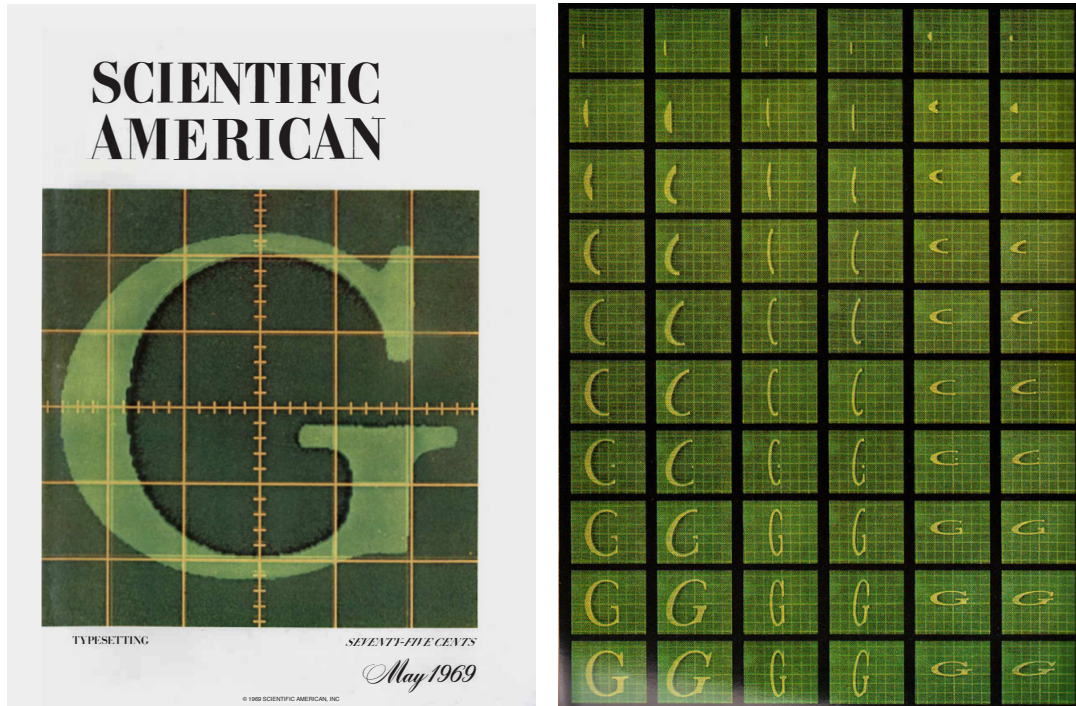 SCIENTIFIC
AMERICAN
G
TYPESETTING
SEVENTY-FIVE CENTS
May 1969
© 1969 SCIENTIFIC AMERICAN, INC